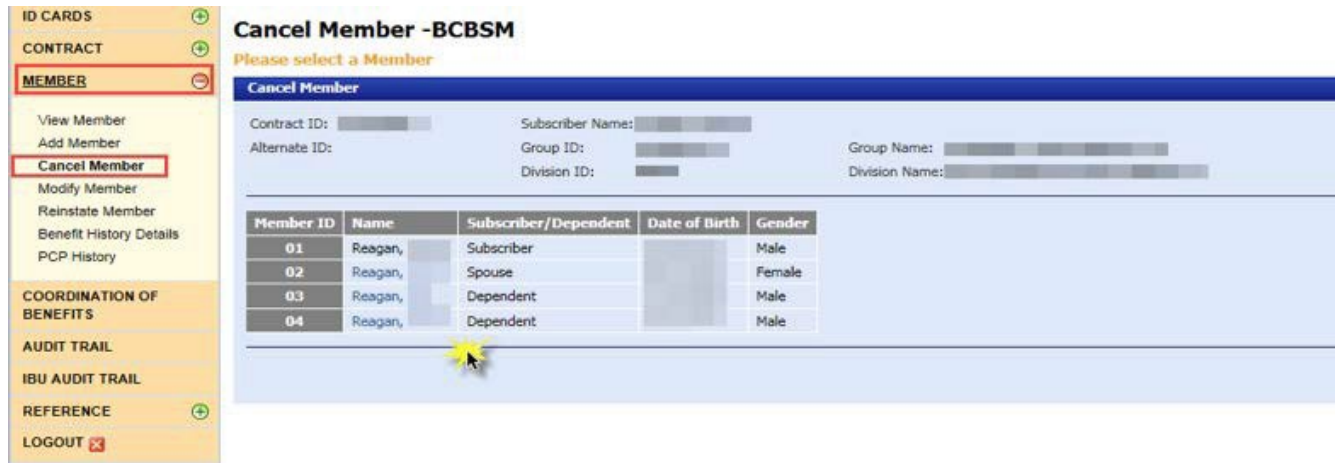 ID CARDS
CONTRACT
MEMBER
View Member
Add Member
Cancel Member
Modify Member
Reinstate Member
Benefit History Details
PCP History
COORDINATION OF
BENEFITS
AUDIT TRAIL
IBU AUDIT TRAIL
REFERENCE
LOGOUT
Cancel Member -BCBSM
Please select a Member
Cancel Member
Contract ID: Subscriber Name:
Alternate ID: Group ID: Group Name:
Division ID: Division Name:
Member ID Name Subscriber/Dependent Date of Birth Gender
01 Reagan, Subscriber Male
02 Reagan, Spouse Female
03 Reagan, Dependent Male
04 Reagan, Dependent Male